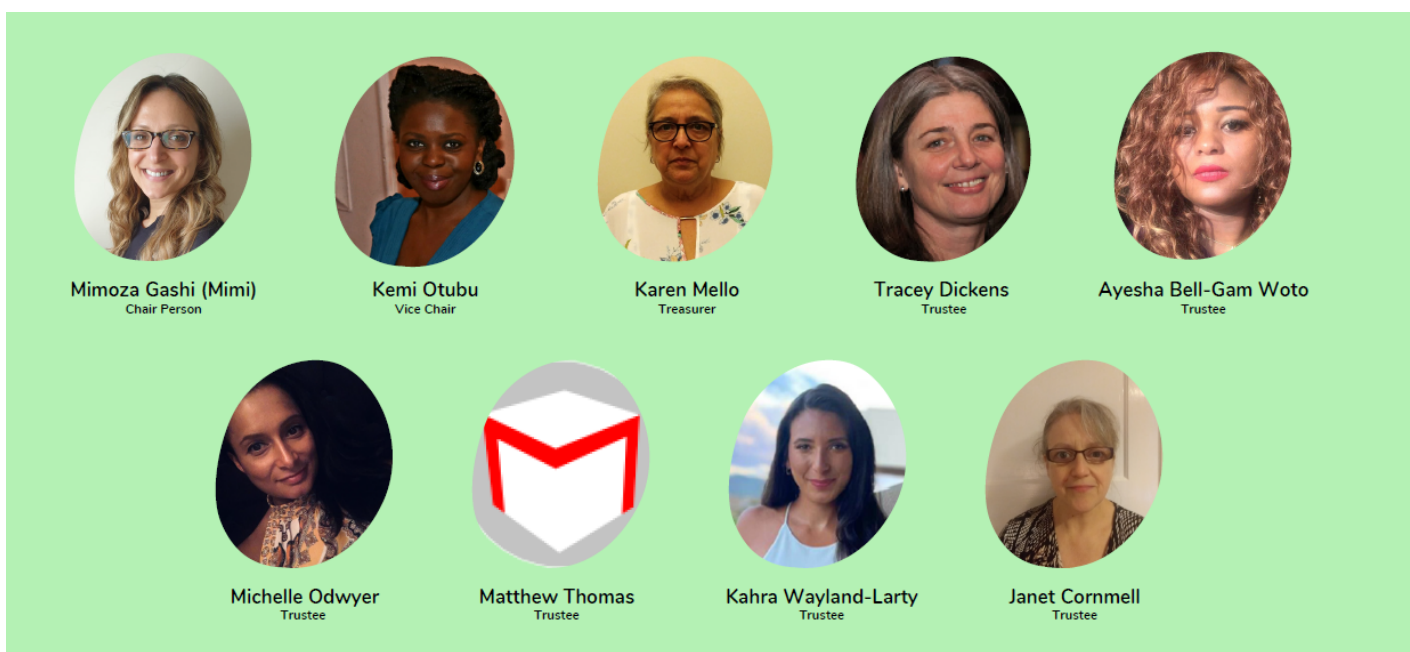 Mimoza Gashi (Mimi)
Chair Person
Kemi Otubu
Vice Chair
Karen Mello
Treasurer
Tracey Dickens
Trustee
Ayesha Bell-Gam Woto
Trustee
Michelle Odwyer
Trustee
Matthew Thomas
Trustee
Kahra Wayland-Larty
Trustee
Janet Cornmell
Trustee